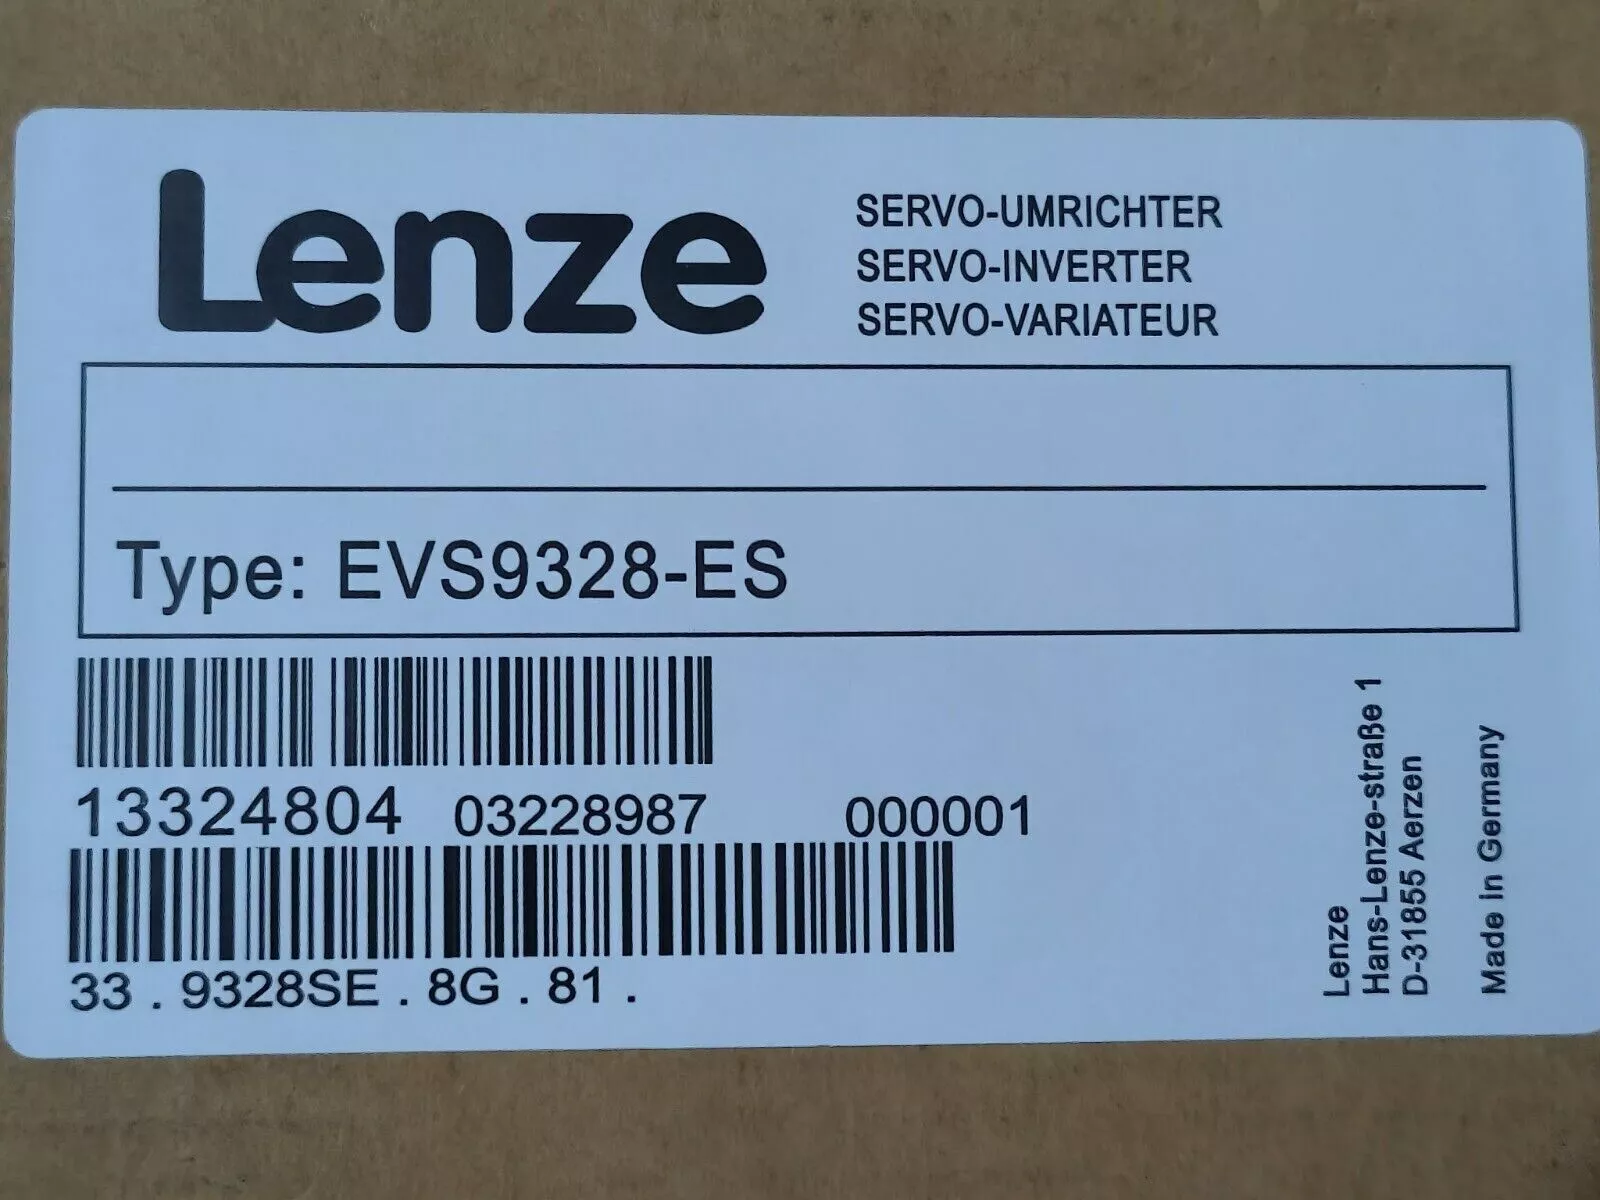 Lenze
SERVO-UMRICHTER
SERVO-INVERTER
SERVO-VARIATEUR
Type: EVS9328-ES
13324804 03228987 000001
33 . 9328SE . 8G . 81 .
Lenze
Hans-Lenze-straße 1
D-31855 Aerzen
Made in Germany